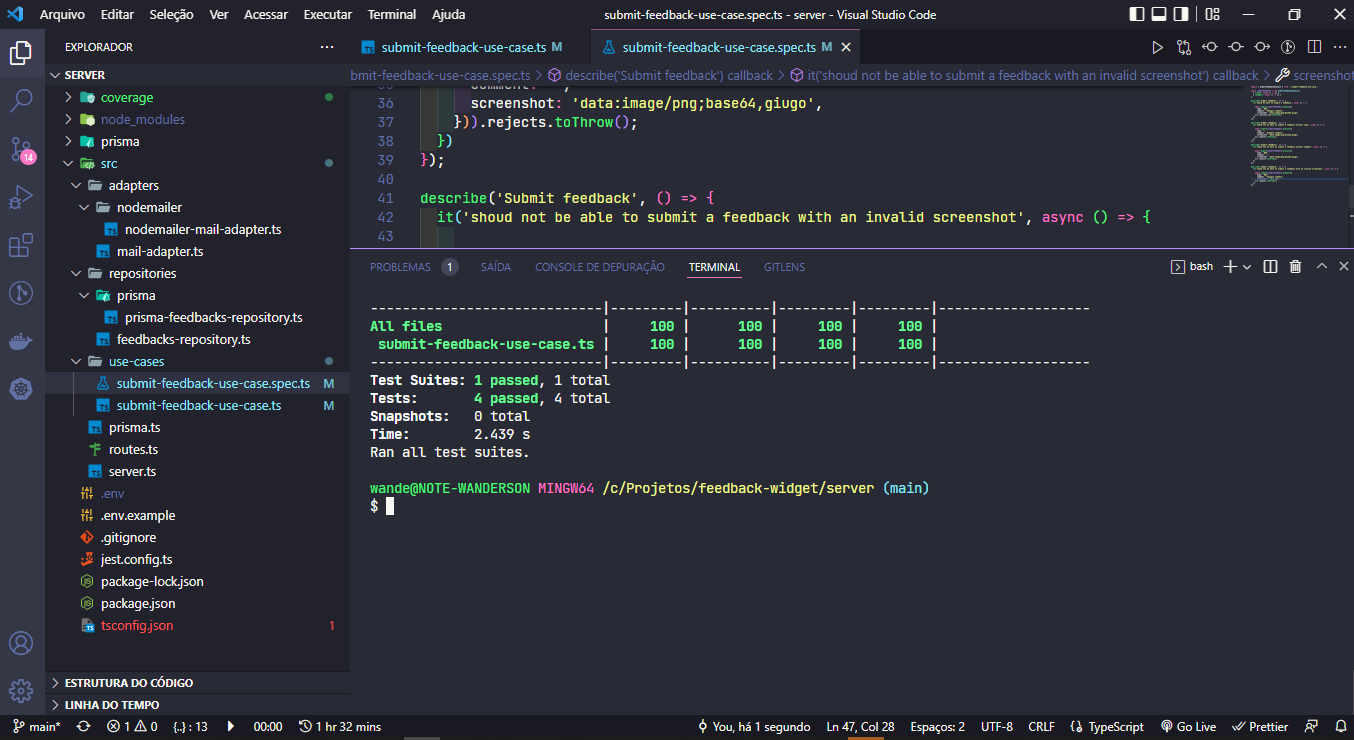 Arquivo Editar Seleção Ver Acessar Executar Terminal Ajuda submit-feedback-use-case.spec.ts - server - Visual Studio Code
EXPLORADOR
submit-feedback-use-case.ts M submit-feedback-use-case.spec.ts M
SERVER
bmit-feedback-use-case.spec.ts > describe('Submit feedback') callback > it('shoud not be able to submit a feedback with an invalid screenshot') callback > screenshot
coverage
node_modules
prisma
src
adapters
nodemailer
nodemailer-mail-adapter.ts
mail-adapter.ts
repositories
prisma
prisma-feedbacks-repository.ts
feedbacks-repository.ts
use-cases
submit-feedback-use-case.spec.ts M
submit-feedback-use-case.ts M
prisma.ts
routes.ts
server.ts
.env
.env.example
.gitignore
jest.config.ts
package-lock.json
package.json
tsconfig.json 1
ESTRUTURA DO CÓDIGO
LINHA DO TEMPO
14
36 screenshot: 'data:image/png;base64,giugo',
37 })).rejects.toThrow();
38 })
39 });
40
41 describe('Submit feedback', () => {
42 it('shoud not be able to submit a feedback with an invalid screenshot', async () => {
43
PROBLEMAS 1 SAÍDA CONSOLE DE DEPURAÇÃO TERMINAL GITLENS bash
-----------------------------|---------|----------|---------|---------|-------------------
All files | 100 | 100 | 100 | 100 |
submit-feedback-use-case.ts | 100 | 100 | 100 | 100 |
-----------------------------|---------|----------|---------|---------|-------------------
Test Suites: 1 passed, 1 total
Tests: 4 passed, 4 total
Snapshots: 0 total
Time: 2.439 s
Ran all test suites.
wande@NOTE-WANDERSON MINGW64 /c/Projetos/feedback-widget/server (main)
$
main* 1 0 {..} : 13 00:00 1 hr 32 mins You, há 1 segundo Ln 47, Col 28 Espaços: 2 UTF-8 CRLF TypeScript Go Live Prettier